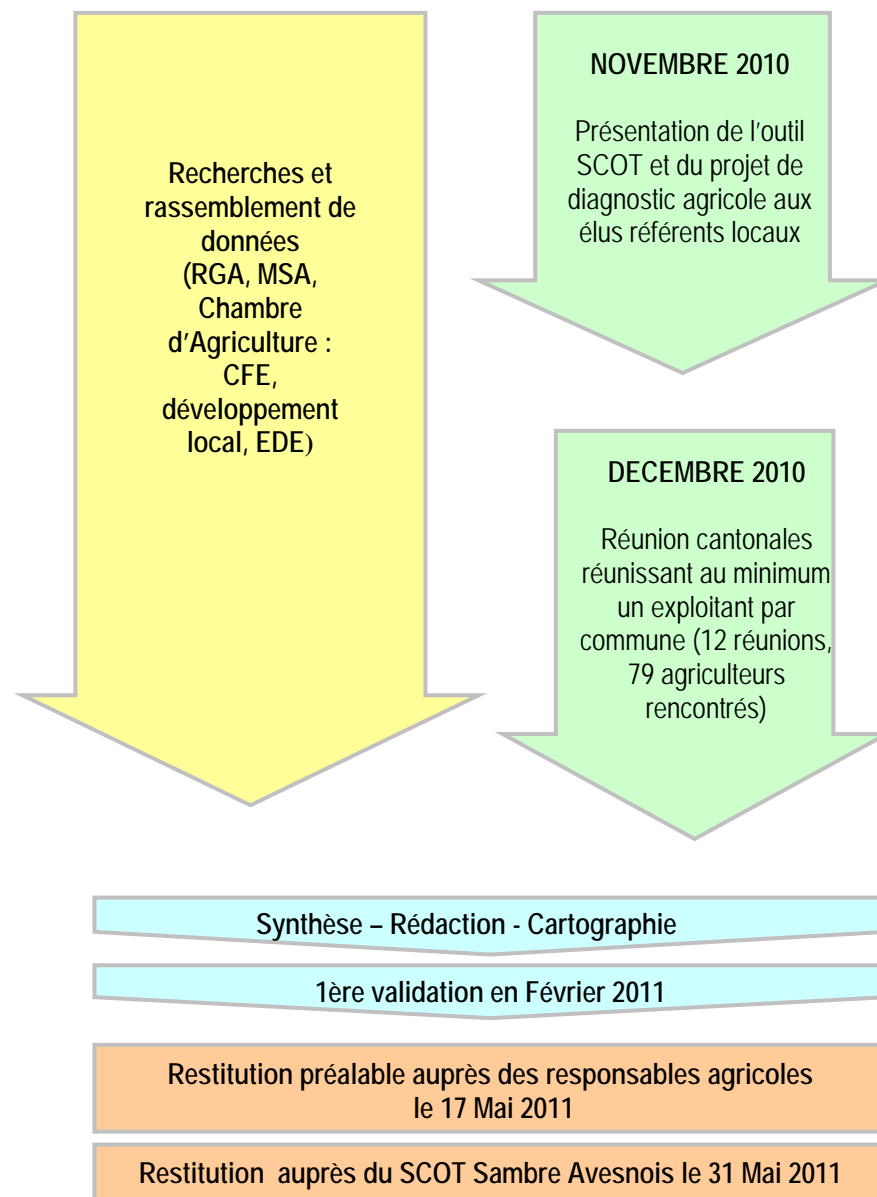 Recherches et
rassemblement de
données
(RGA, MSA,
Chambre
d'Agriculture :
CFE,
développement
local, EDE)
NOVEMBRE 2010
Présentation de l'outil
SCOT et du projet de
diagnostic agricole aux
élus référents locaux
DECEMBRE 2010
Réunion cantonales
réunissant au minimum
un exploitant par
commune (12 réunions,
79 agriculteurs
rencontrés)
Synthèse – Rédaction - Cartographie
1ère validation en Février 2011
Restitution préalable auprès des responsables agricoles
le 17 Mai 2011
Restitution auprès du SCOT Sambre Avesnois le 31 Mai 2011